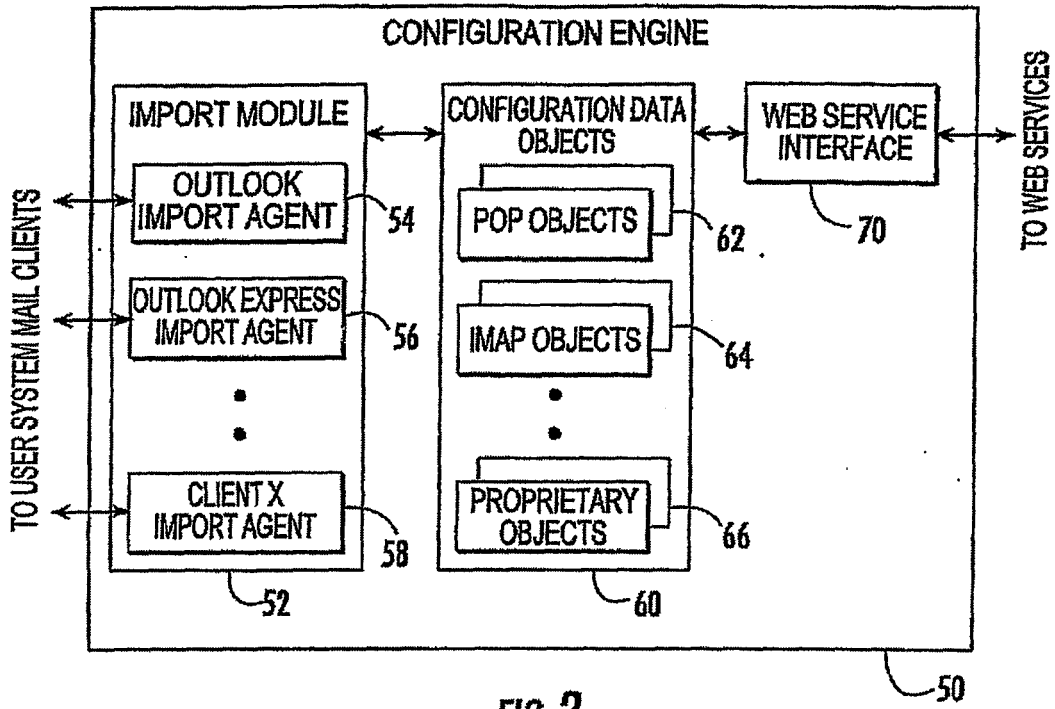 CONFIGURATION ENGINE
IMPORT MODULE
OUTLOOK
IMPORT AGENT
54
OUTLOOK EXPRESS
IMPORT AGENT
56
CLIENT X
IMPORT AGENT
58
52
CONFIGURATION DATA
OBJECTS
POP OBJECTS
62
IMAP OBJECTS
64
PROPRIETARY
OBJECTS
66
60
WEB SERVICE
INTERFACE
70
TO USER SYSTEM MAIL CLIENTS
TO WEB SERVICES
50